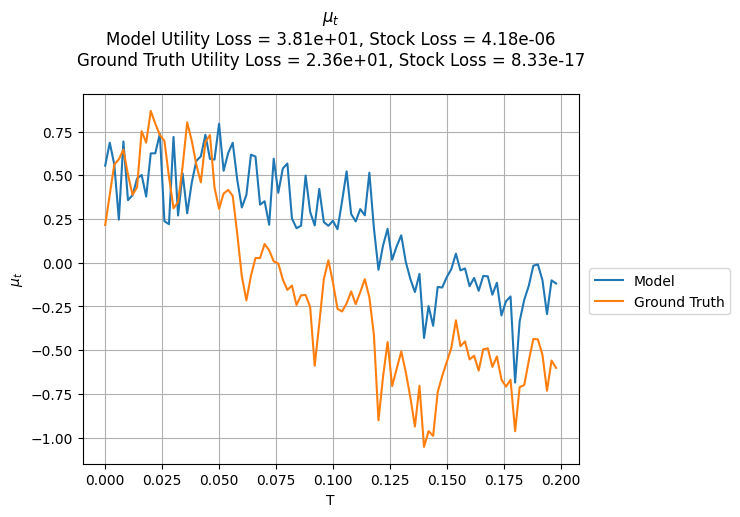 μₜ
Model Utility Loss = 3.81e+01, Stock Loss = 4.18e-06
Ground Truth Utility Loss = 2.36e+01, Stock Loss = 8.33e-17
0.75
0.50
0.25
0.00
−0.25
−0.50
−0.75
−1.00
μₜ
0.000
0.025
0.050
0.075
0.100
0.125
0.150
0.175
0.200
T
Model
Ground Truth